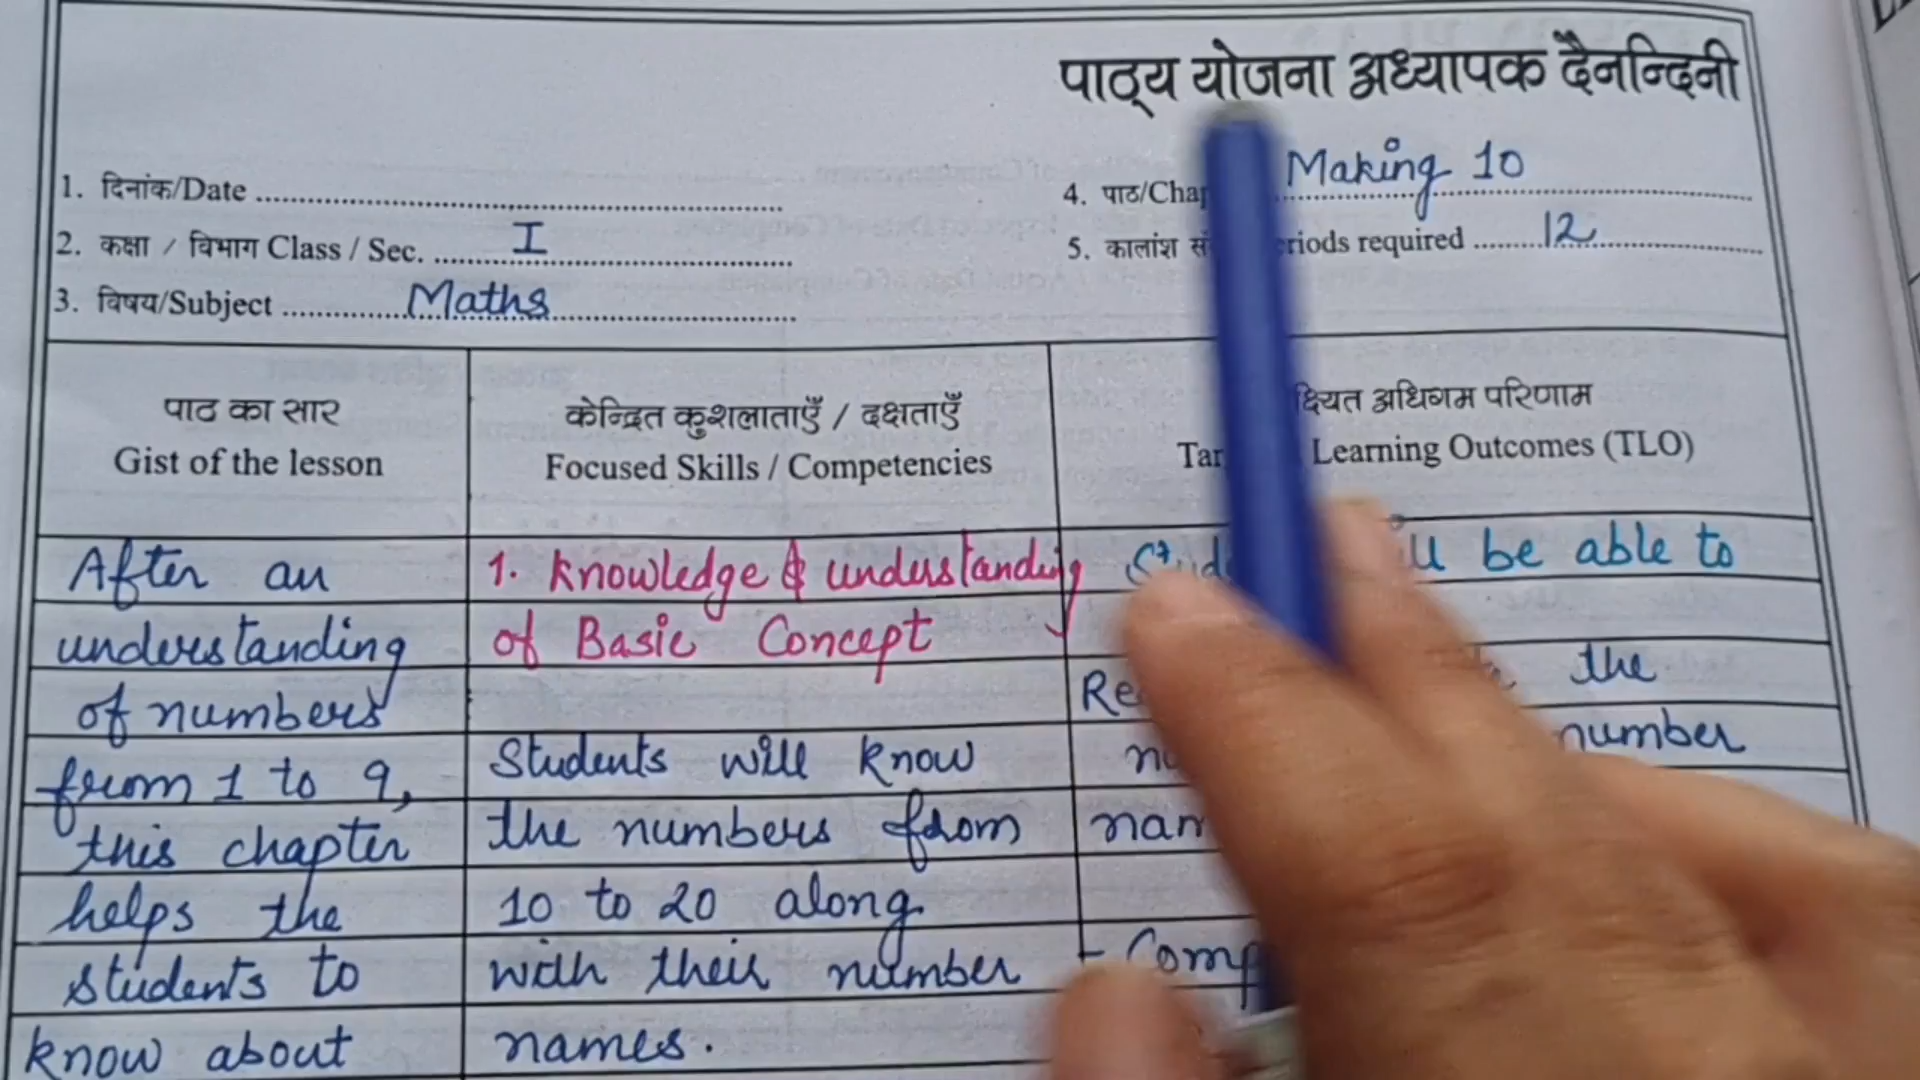 पाठ्य योजना अध्यापक दैनन्दिनी
1. दिनांक/Date
2. कक्षा / विभाग Class / Sec. I
3. विषय/Subject Maths
4. पाठ/Chap Making 10
5. कालांश required 12
पाठ का सार
Gist of the lesson
केन्द्रित कुशलाताएँ / दक्षताएँ
Focused Skills / Competencies
अधिगम परिणाम
Learning Outcomes (TLO)
After an
understanding
of numbers
from 1 to 9,
this chapter
helps the
students to
know about
1. Knowledge & understanding
of Basic Concept
Students will know
the numbers from
10 to 20 along
with their number
names.
be able to
the
number